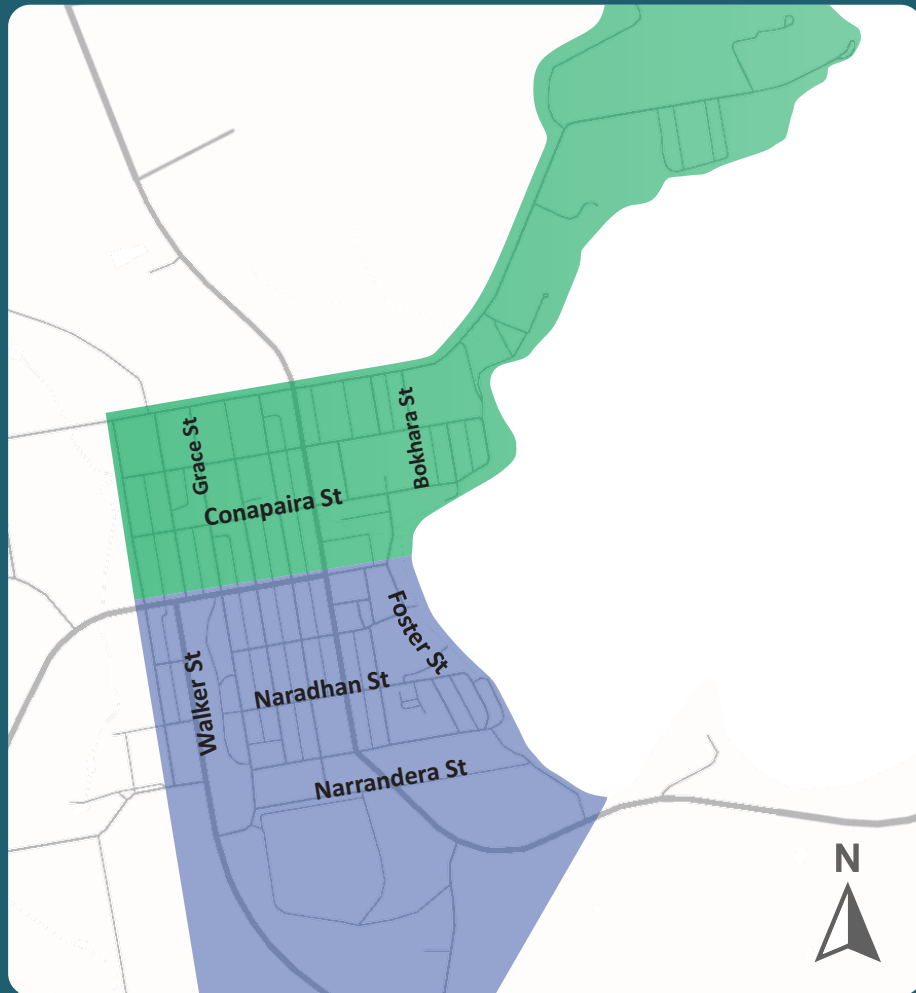 Grace St
Bokhara St
Conapaira St
Foster St
Walker St
Naradhan St
Narrandera St
N